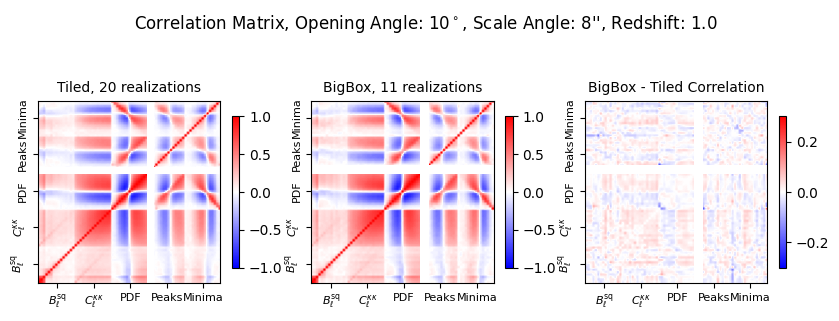 Correlation Matrix, Opening Angle: 10°, Scale Angle: 8'', Redshift: 1.0
Tiled, 20 realizations
Minima
Peaks
PDF
C_ℓ^κκ
B_ℓ^sq
B_ℓ^sq C_ℓ^κκ PDF Peaks Minima
1.0
0.5
0.0
−0.5
−1.0
BigBox, 11 realizations
Minima
Peaks
PDF
C_ℓ^κκ
B_ℓ^sq
B_ℓ^sq C_ℓ^κκ PDF Peaks Minima
1.0
0.5
0.0
−0.5
−1.0
BigBox - Tiled Correlation
Minima
Peaks
PDF
C_ℓ^κκ
B_ℓ^sq
B_ℓ^sq C_ℓ^κκ PDF Peaks Minima
0.2
0.0
−0.2